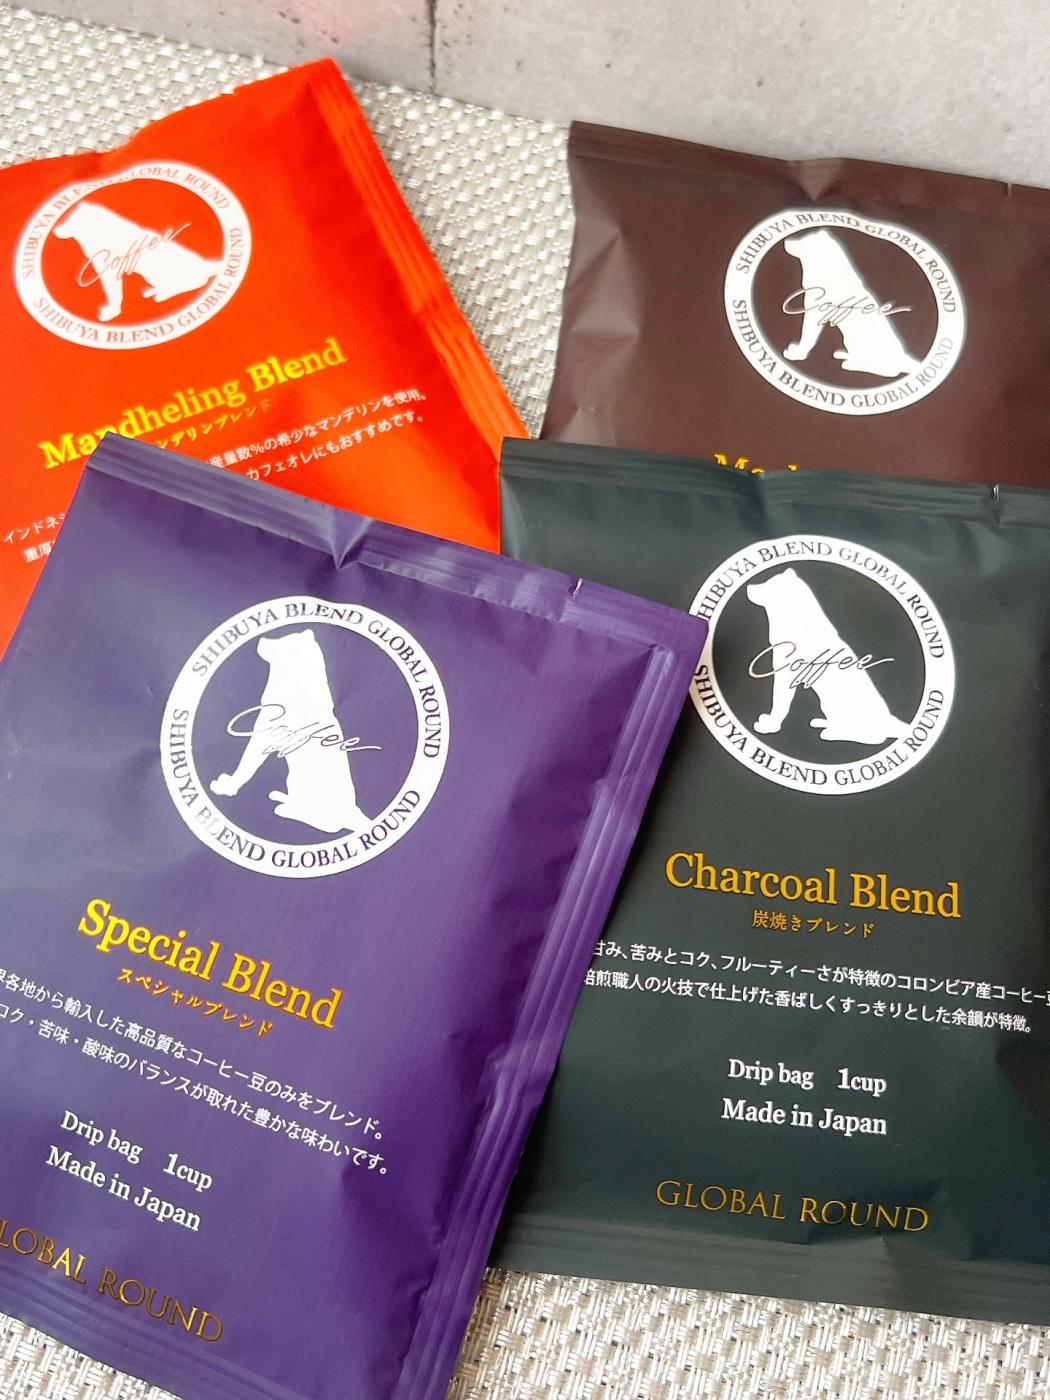 SHIBUYA BLEND GLOBAL ROUND
Coffee
SHIBUYA BLEND GLOBAL ROUND
Mandheling Blend
ンデリンブレンド
産量数%の希少なマンデリンを使用。
インドネシ
カフェオレにもおすすめです。
重厚
SHIBUYA BLEND GLOBAL ROUND
Coffee
SHIBUYA BLEND GLOBAL ROUND
SHIBUYA BLEND GLOBAL ROUND
Coffee
SHIBUYA BLEND GLOBAL ROUND
Special Blend
スペシャルブレンド
界各地から輸入した高品質なコーヒー豆のみをブレンド。
コク・苦味・酸味のバランスが取れた豊かな味わいです。
Drip bag 1cup
Made in Japan
LOBAL ROUND
SHIBUYA BLEND GLOBAL ROUND
Coffee
SHIBUYA BLEND GLOBAL ROUND
Charcoal Blend
炭焼きブレンド
甘み、苦みとコク、フルーティーさが特徴のコロンビア産コーヒー豆
焙煎職人の火技で仕上げた香ばしくすっきりとした余韻が特徴。
Drip bag 1cup
Made in Japan
GLOBAL ROUND